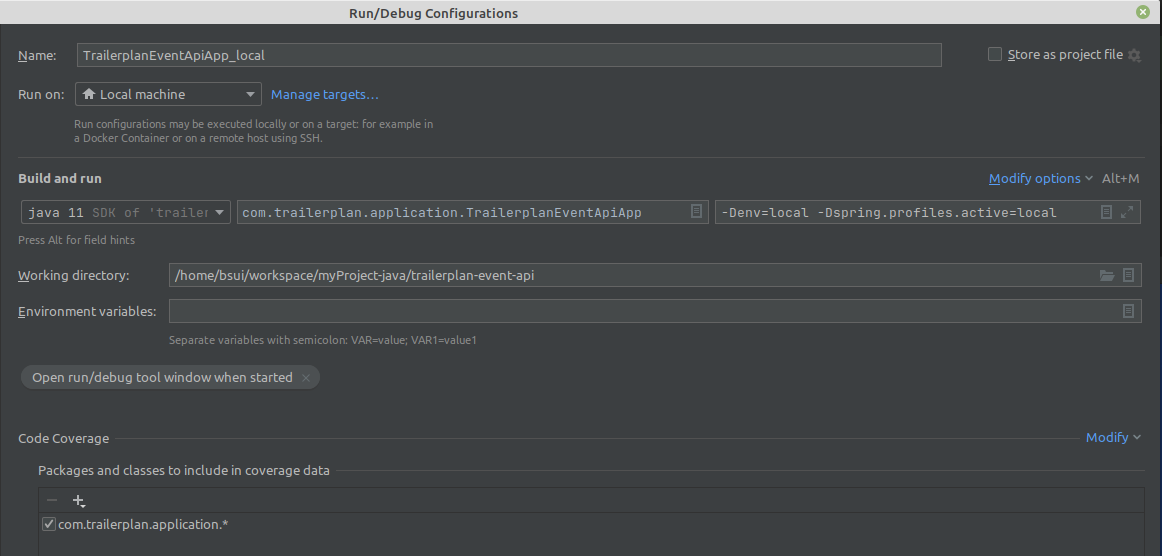 Run/Debug Configurations
Name: TrailerplanEventApiApp_local Store as project file
Run on: Local machine Manage targets...
Run configurations may be executed locally or on a target: for example in
a Docker Container or on a remote host using SSH.
Build and run Modify options Alt+M
java 11 SDK of 'trailer com.trailerplan.application.TrailerplanEventApiApp -Denv=local -Dspring.profiles.active=local
Press Alt for field hints
Working directory: /home/bsui/workspace/myProject-java/trailerplan-event-api
Environment variables:
Separate variables with semicolon: VAR=value; VAR1=value1
Open run/debug tool window when started
Code Coverage Modify
Packages and classes to include in coverage data
com.trailerplan.application.*